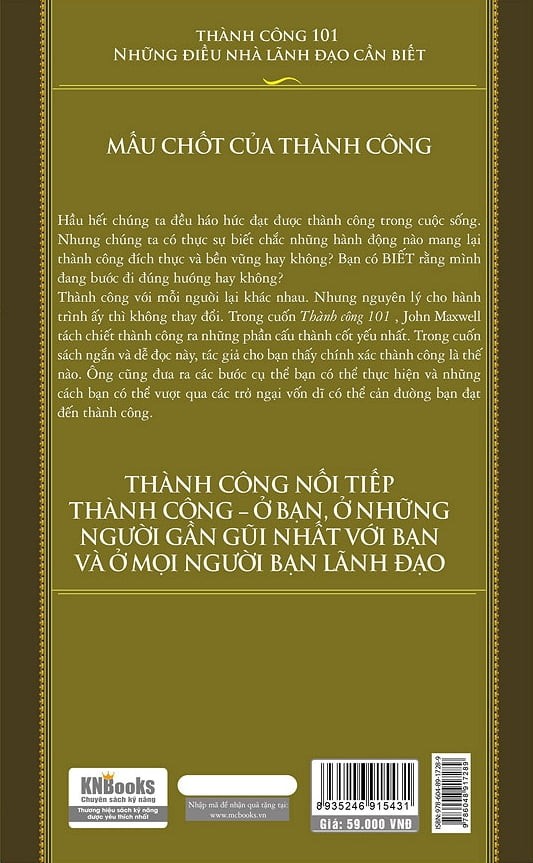 THÀNH CÔNG 101
NHỮNG ĐIỀU NHÀ LÃNH ĐẠO CẦN BIẾT
MẤU CHỐT CỦA THÀNH CÔNG
Hầu hết chúng ta đều háo hức đạt được thành công trong cuộc sống.
Nhưng chúng ta có thực sự biết chắc những hành động nào mang lại
thành công đích thực và bền vững hay không? Bạn có BIẾT rằng mình
đang bước đi đúng hướng hay không?
Thành công với mỗi người lại khác nhau. Nhưng nguyên lý cho hành
trình ấy thì không thay đổi. Trong cuốn Thành công 101 , John Maxwell
tách chiết thành công ra những phần cấu thành cốt yếu nhất. Trong cuốn
sách ngắn và dễ đọc này, tác giả cho bạn thấy chính xác thành công là thế
nào. Ông cũng đưa ra các bước cụ thể bạn có thể thực hiện và những
cách bạn có thể vượt qua các trở ngại vốn dĩ có thể cản đường bạn đạt
đến thành công.
THÀNH CÔNG NỐI TIẾP
THÀNH CÔNG – Ở BẠN, Ở NHỮNG
NGƯỜI GẦN GŨI NHẤT VỚI BẠN
VÀ Ở MỌI NGƯỜI BẠN LÃNH ĐẠO
KNBooks
Chuyên sách kỹ năng
Thương hiệu sách kỹ năng
được yêu thích nhất
Nhập mã để nhận quà tặng tại:
www.mcbooks.vn
8 935246 915431
Giá: 59.000 VNĐ
ISBN: 978-604-89-1728-9
9786048917289